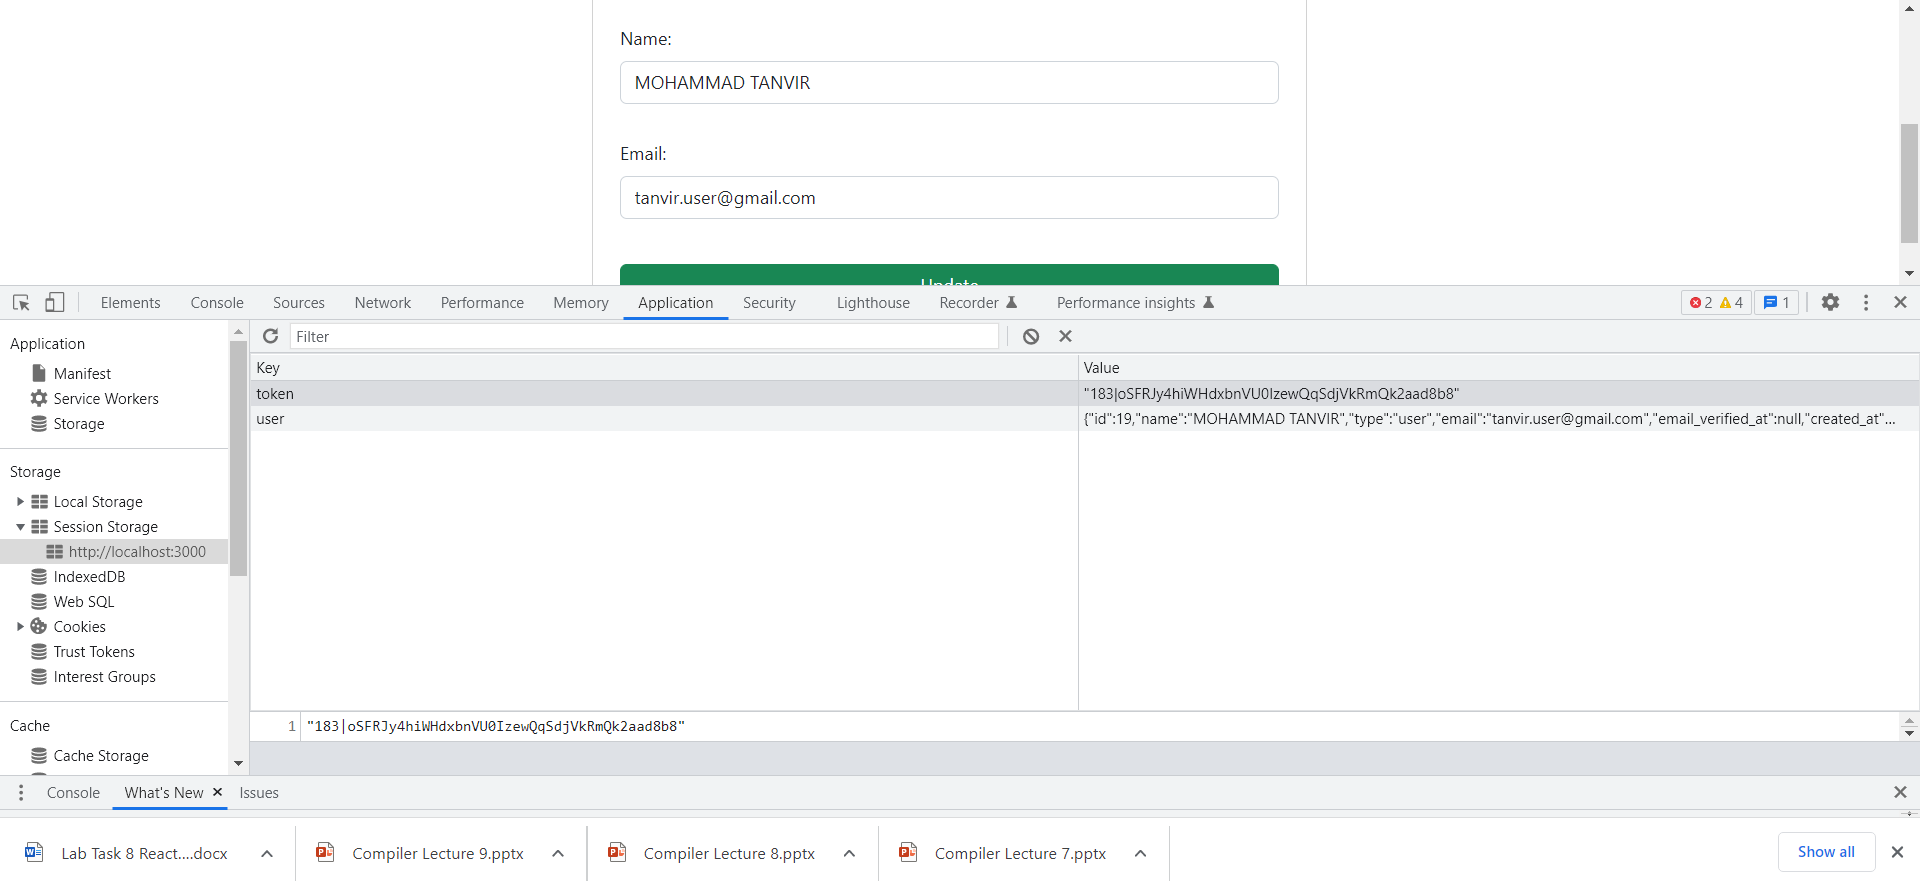 Name:
MOHAMMAD TANVIR
Email:
tanvir.user@gmail.com
Update
Elements Console Sources Network Performance Memory Application Security Lighthouse Recorder Performance insights 2 4 1
Application
Manifest
Service Workers
Storage
Storage
Local Storage
Session Storage
http://localhost:3000
IndexedDB
Web SQL
Cookies
Trust Tokens
Interest Groups
Cache
Cache Storage
Filter
Key Value
token "183|oSFRJy4hiWHdxbnVU0IzewQqSdjVkRmQk2aad8b8"
user {"id":19,"name":"MOHAMMAD TANVIR","type":"user","email":"tanvir.user@gmail.com","email_verified_at":null,"created_at"...
1 "183|oSFRJy4hiWHdxbnVU0IzewQqSdjVkRmQk2aad8b8"
Console What's New Issues
Lab Task 8 React....docx Compiler Lecture 9.pptx Compiler Lecture 8.pptx Compiler Lecture 7.pptx Show all